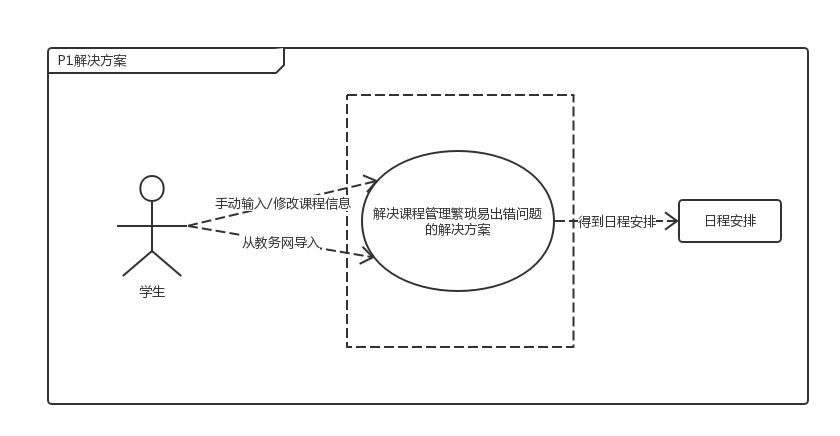 P1解决方案
手动输入/修改课程信息
从教务网导入
学生
解决课程管理繁琐易出错问题
的解决方案
得到日程安排
日程安排